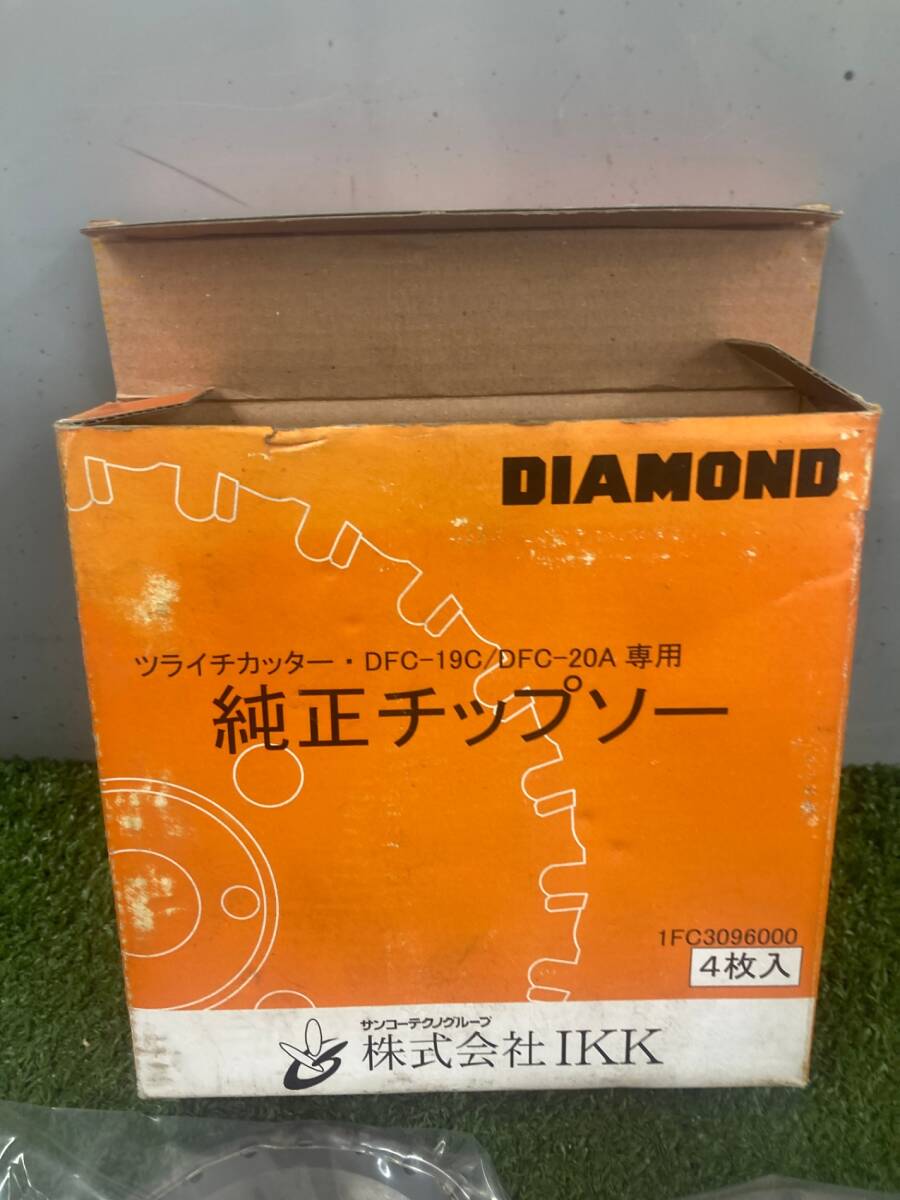 DIAMOND
ツライチカッター・DFC-19C/DFC-20A 専用
純正チップソー
1FC3096000
4枚入
サンコーテクノグループ
株式会社IKK